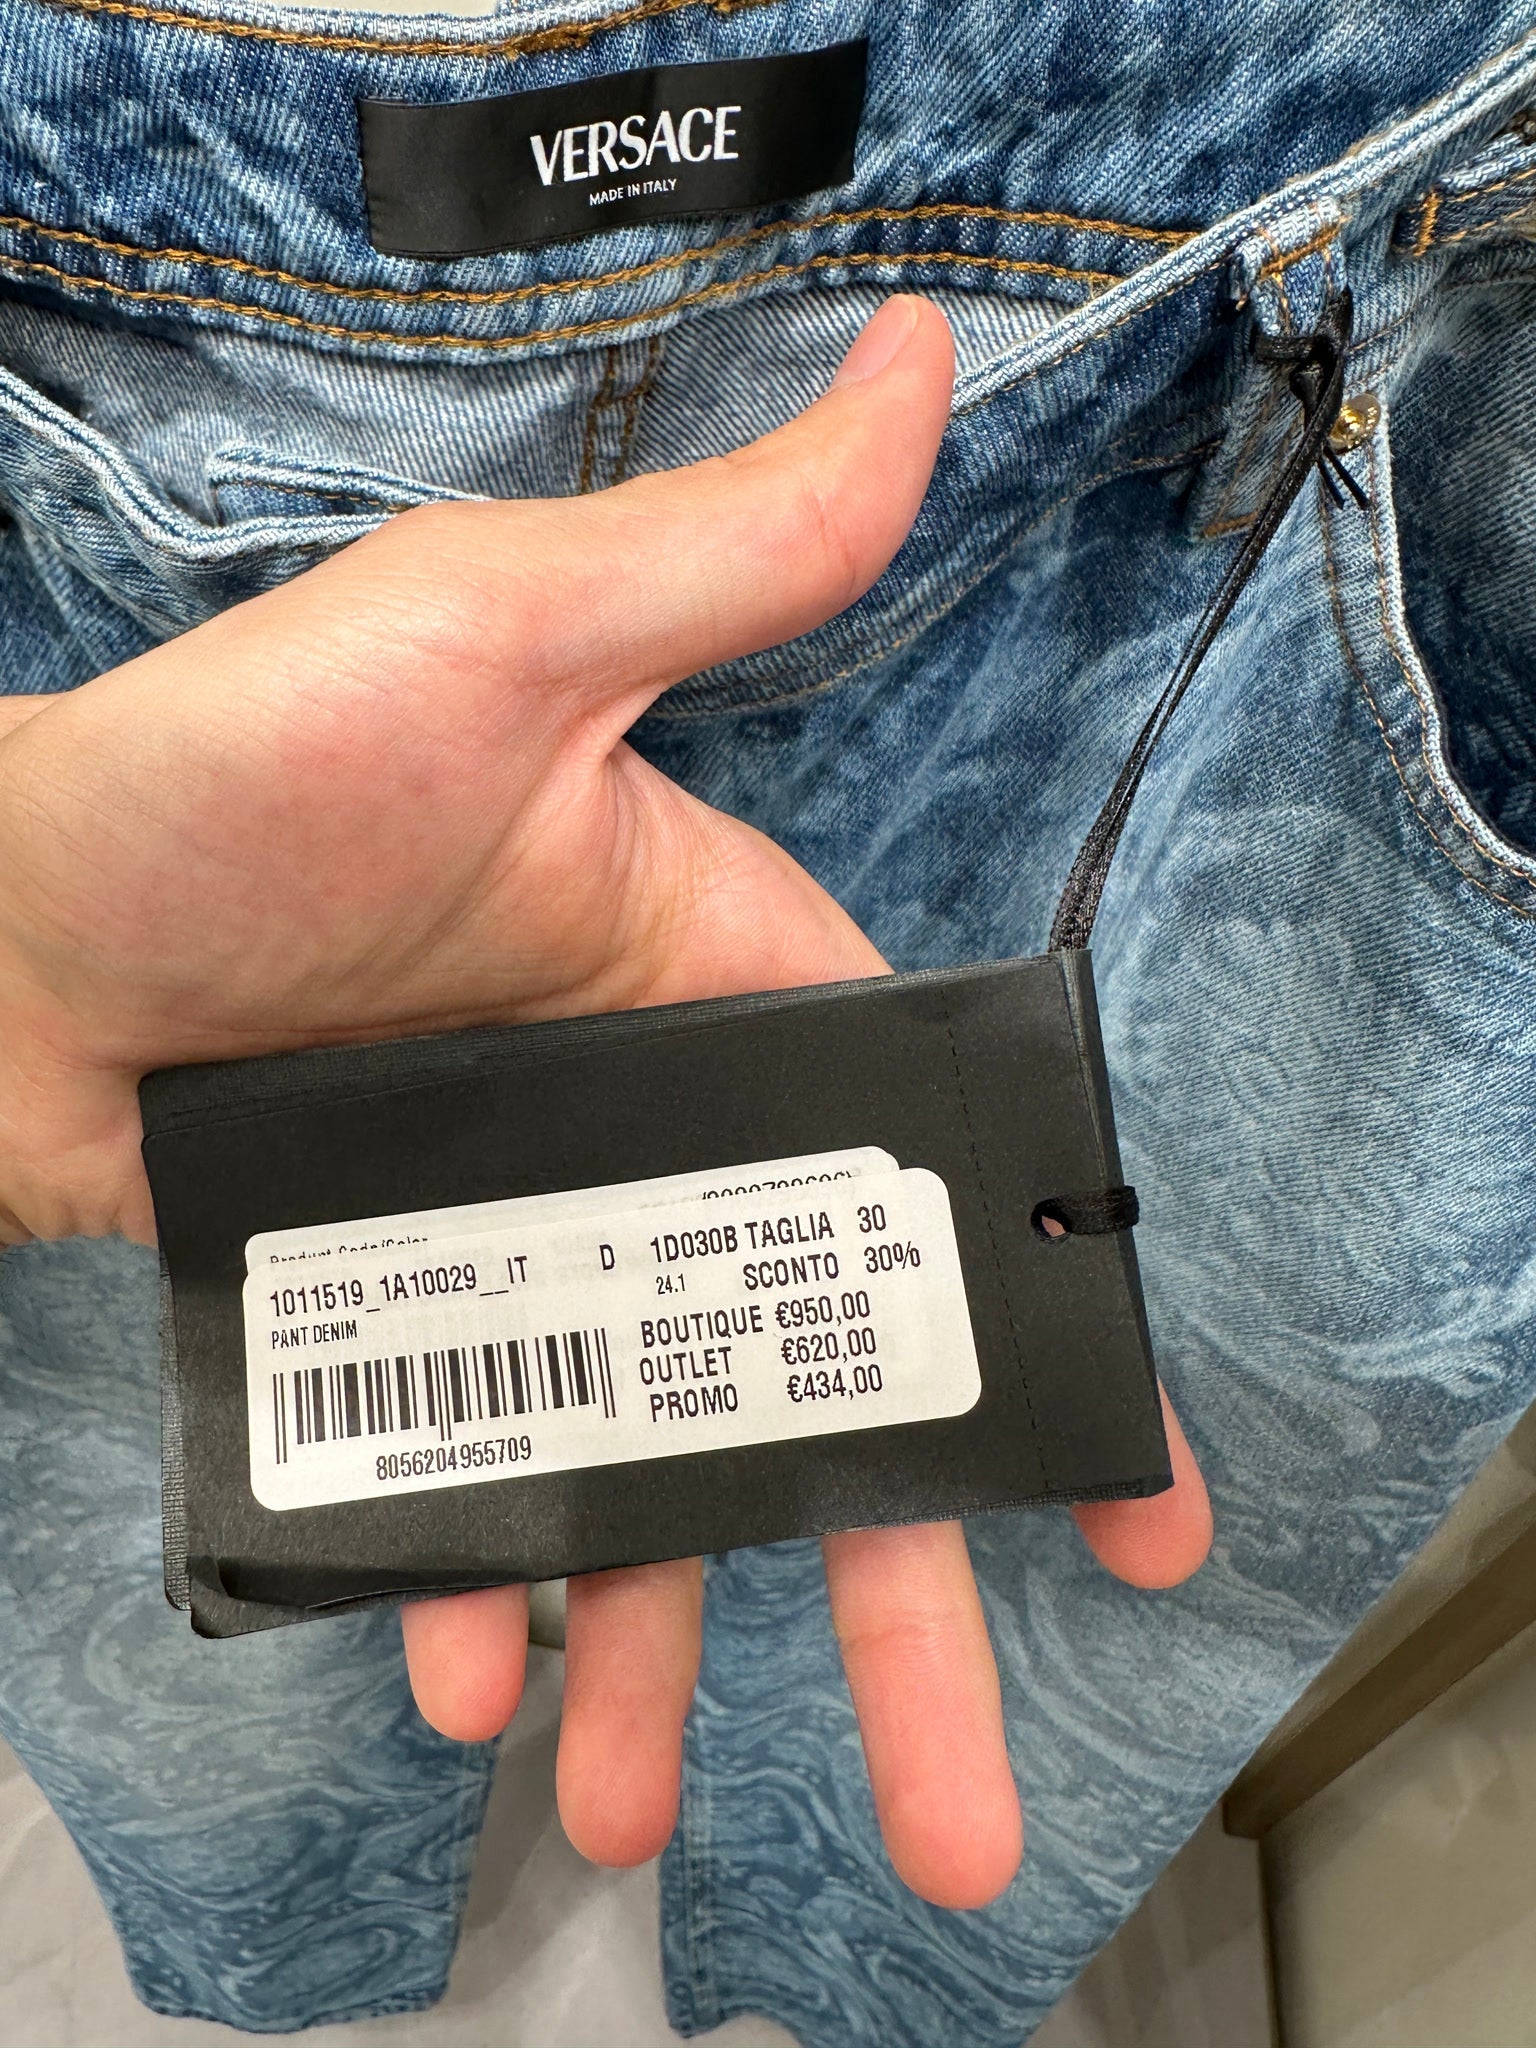 VERSACE
MADE IN ITALY
1011519_1A10029__IT D 1D030B TAGLIA 30
PANT DENIM 24.1 SCONTO 30%
BOUTIQUE €950,00
OUTLET €620,00
PROMO €434,00
8056204955709